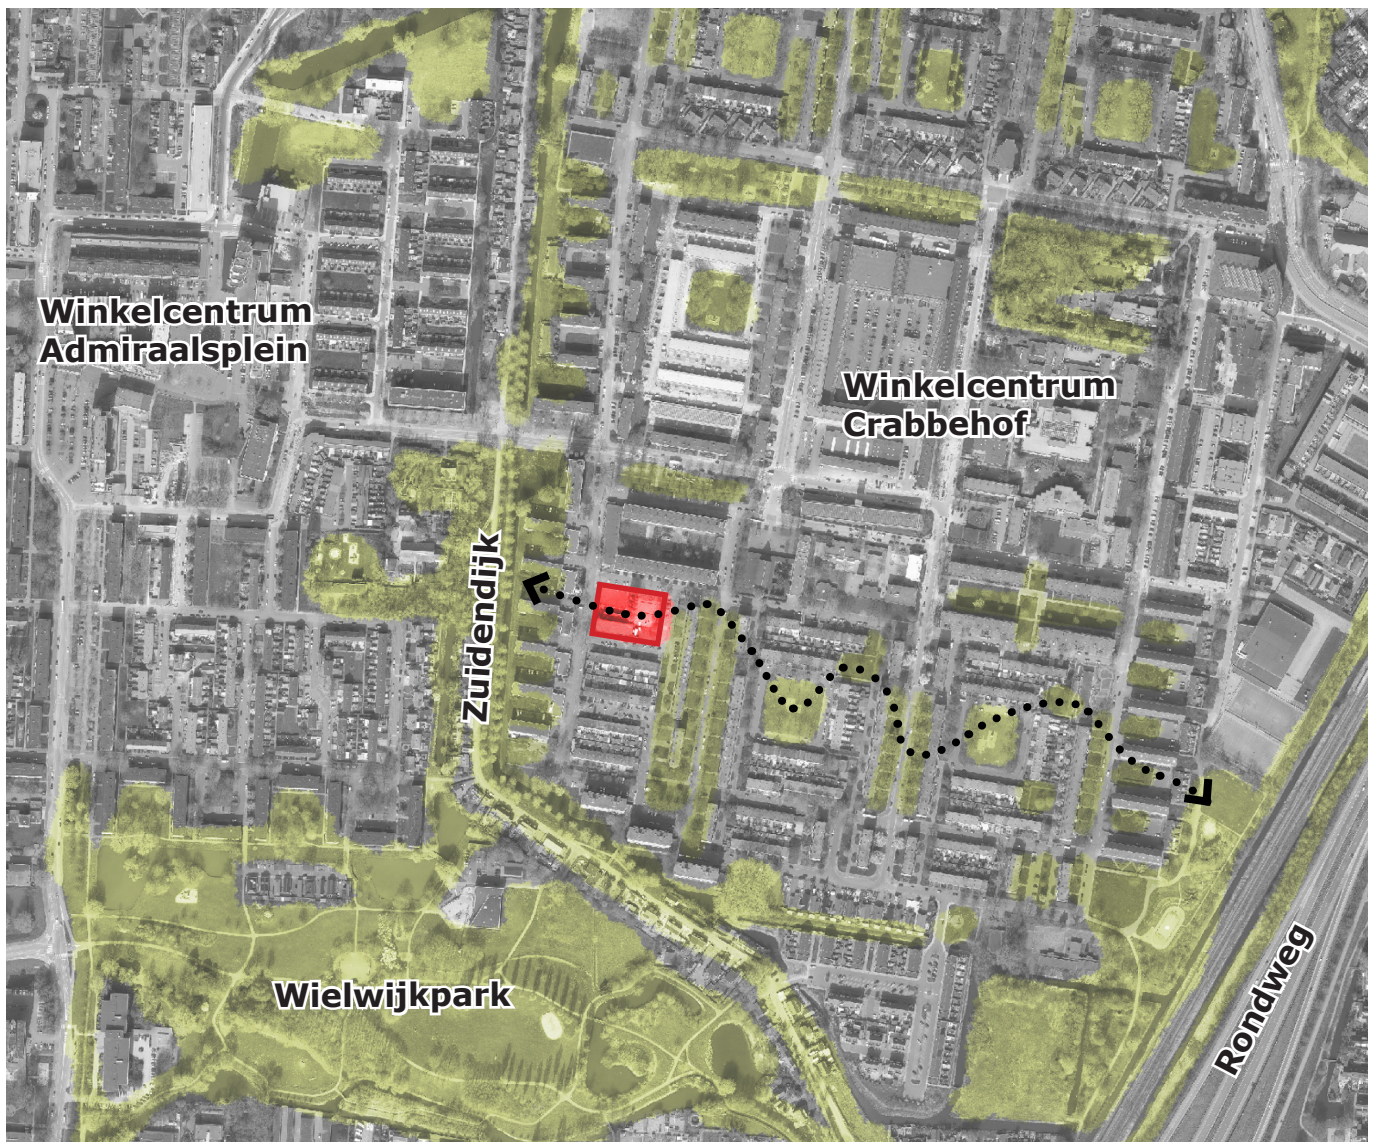 Winkelcentrum
Admiraalsplein
Winkelcentrum
Crabbehof
Zuidendijk
Wielwijkpark
Rondweg